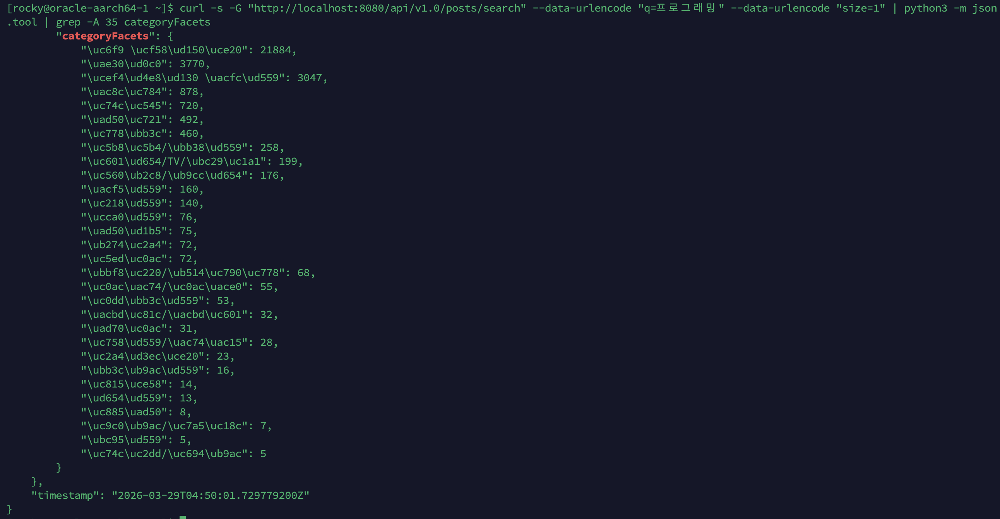 [rocky@oracle-aarch64-1 ~]$ curl -s -G "http://localhost:8080/api/v1.0/posts/search" --data-urlencode "q=프로그래밍" --data-urlencode "size=1" | python3 -m json
.tool | grep -A 35 categoryFacets
"categoryFacets": {
"\uc6f9 \ucf58\ud150\uce20": 21884,
"\uae30\ud0c0": 3770,
"\ucef4\ud4e8\ud130 \uacfc\ud559": 3047,
"\uac8c\uc784": 878,
"\uc74c\uc545": 720,
"\uad50\uc721": 492,
"\uc778\ubb3c": 460,
"\uc5b8\uc5b4/\ubb38\ud559": 258,
"\uc601\ud654/TV/\ubc29\uc1a1": 199,
"\uc560\ub2c8/\ub9cc\ud654": 176,
"\uacf5\ud559": 160,
"\uc218\ud559": 140,
"\ucca0\ud559": 76,
"\uad50\ud1b5": 75,
"\ub274\uc2a4": 72,
"\uc5ed\uc0ac": 72,
"\ubbf8\uc220/\ub514\uc790\uc778": 68,
"\uc0ac\uac74/\uc0ac\uace0": 55,
"\uc0dd\ubb3c\ud559": 53,
"\uacbd\uc81c/\uacbd\uc601": 32,
"\uad70\uc0ac": 31,
"\uc758\ud559/\uac74\uac15": 28,
"\uc2a4\ud3ec\uce20": 23,
"\ubb3c\ub9ac\ud559": 16,
"\uc815\uce58": 14,
"\ud654\ud559": 13,
"\uc885\uad50": 8,
"\uc9c0\ub9ac/\uc7a5\uc18c": 7,
"\ubc95\ud559": 5,
"\uc74c\uc2dd/\uc694\ub9ac": 5
}
},
"timestamp": "2026-03-29T04:50:01.729779200Z"
}